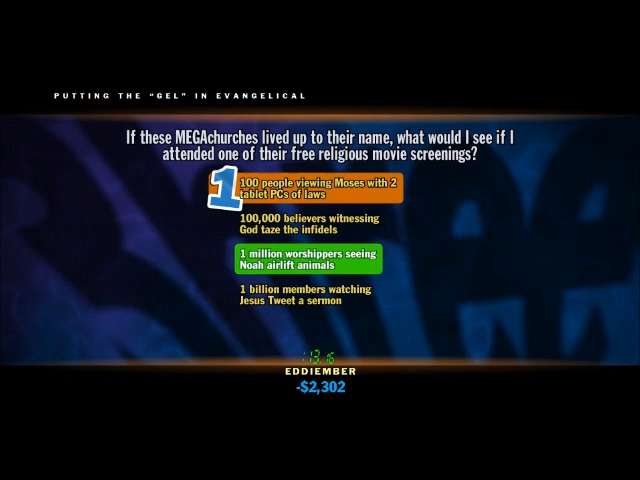 PUTTING THE "GEL" IN EVANGELICAL
If these MEGAchurches lived up to their name, what would I see if I
attended one of their free religious movie screenings?
1
100 people viewing Moses with 2
tablet PCs of laws
100,000 believers witnessing
God taze the infidels
1 million worshippers seeing
Noah airlift animals
1 billion members watching
Jesus Tweet a sermon
:13.16
EDDIEMBER
-$2,302